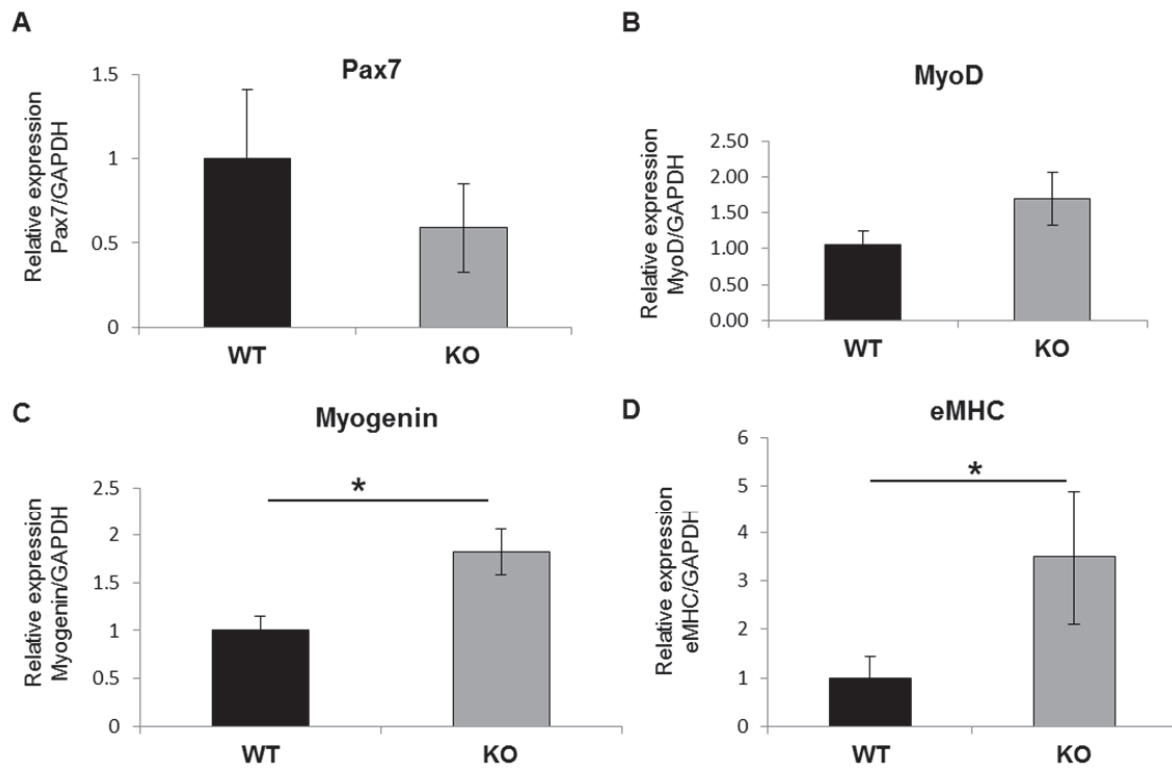 A
Pax7
Relative expression
Pax7/GAPDH
1.5
1
0.5
0
WT KO
B
MyoD
Relative expression
MyoD/GAPDH
2.50
2.00
1.50
1.00
0.50
0.00
WT KO
C
Myogenin
Relative expression
Myogenin/GAPDH
2.5
2
1.5
1
0.5
0
*
WT KO
D
eMHC
Relative expression
eMHC/GAPDH
6
5
4
3
2
1
0
*
WT KO